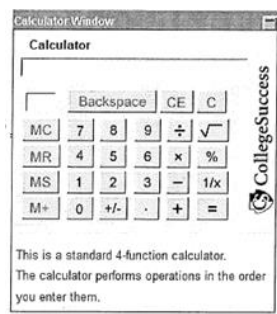 Calculator Window
Calculator
Backspace CE C
MC 7 8 9 ÷ √
MR 4 5 6 × %
MS 1 2 3 − 1/x
M+ 0 +/- · + =
CollegeSuccess
This is a standard 4-function calculator.
The calculator performs operations in the order
you enter them.